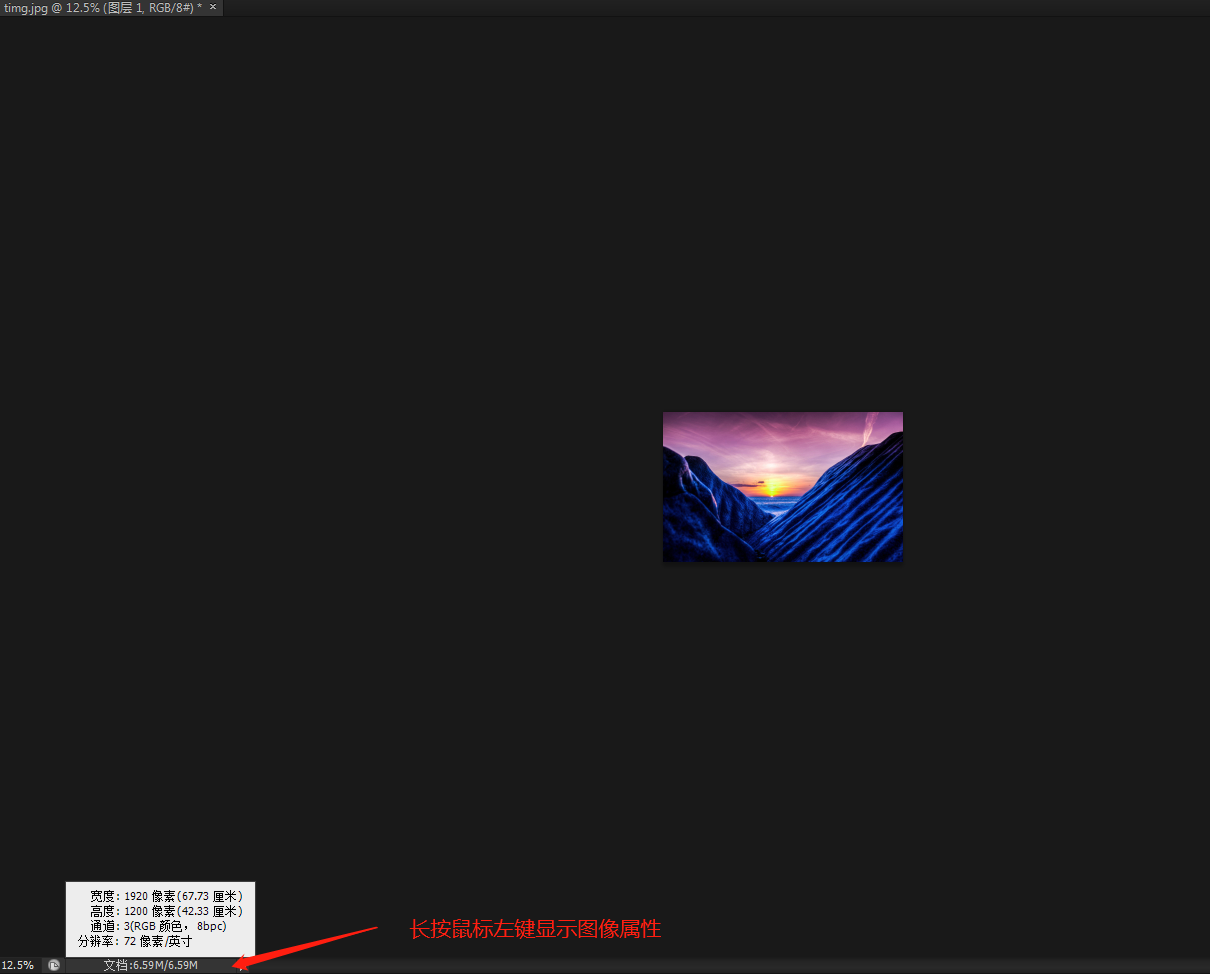 timg.jpg @ 12.5% (图层 1, RGB/8#) * ×
宽度: 1920 像素(67.73 厘米)
高度: 1200 像素(42.33 厘米)
通道: 3(RGB 颜色, 8bpc)
分辨率: 72 像素/英寸
长按鼠标左键显示图像属性
12.5% 文档:6.59M/6.59M